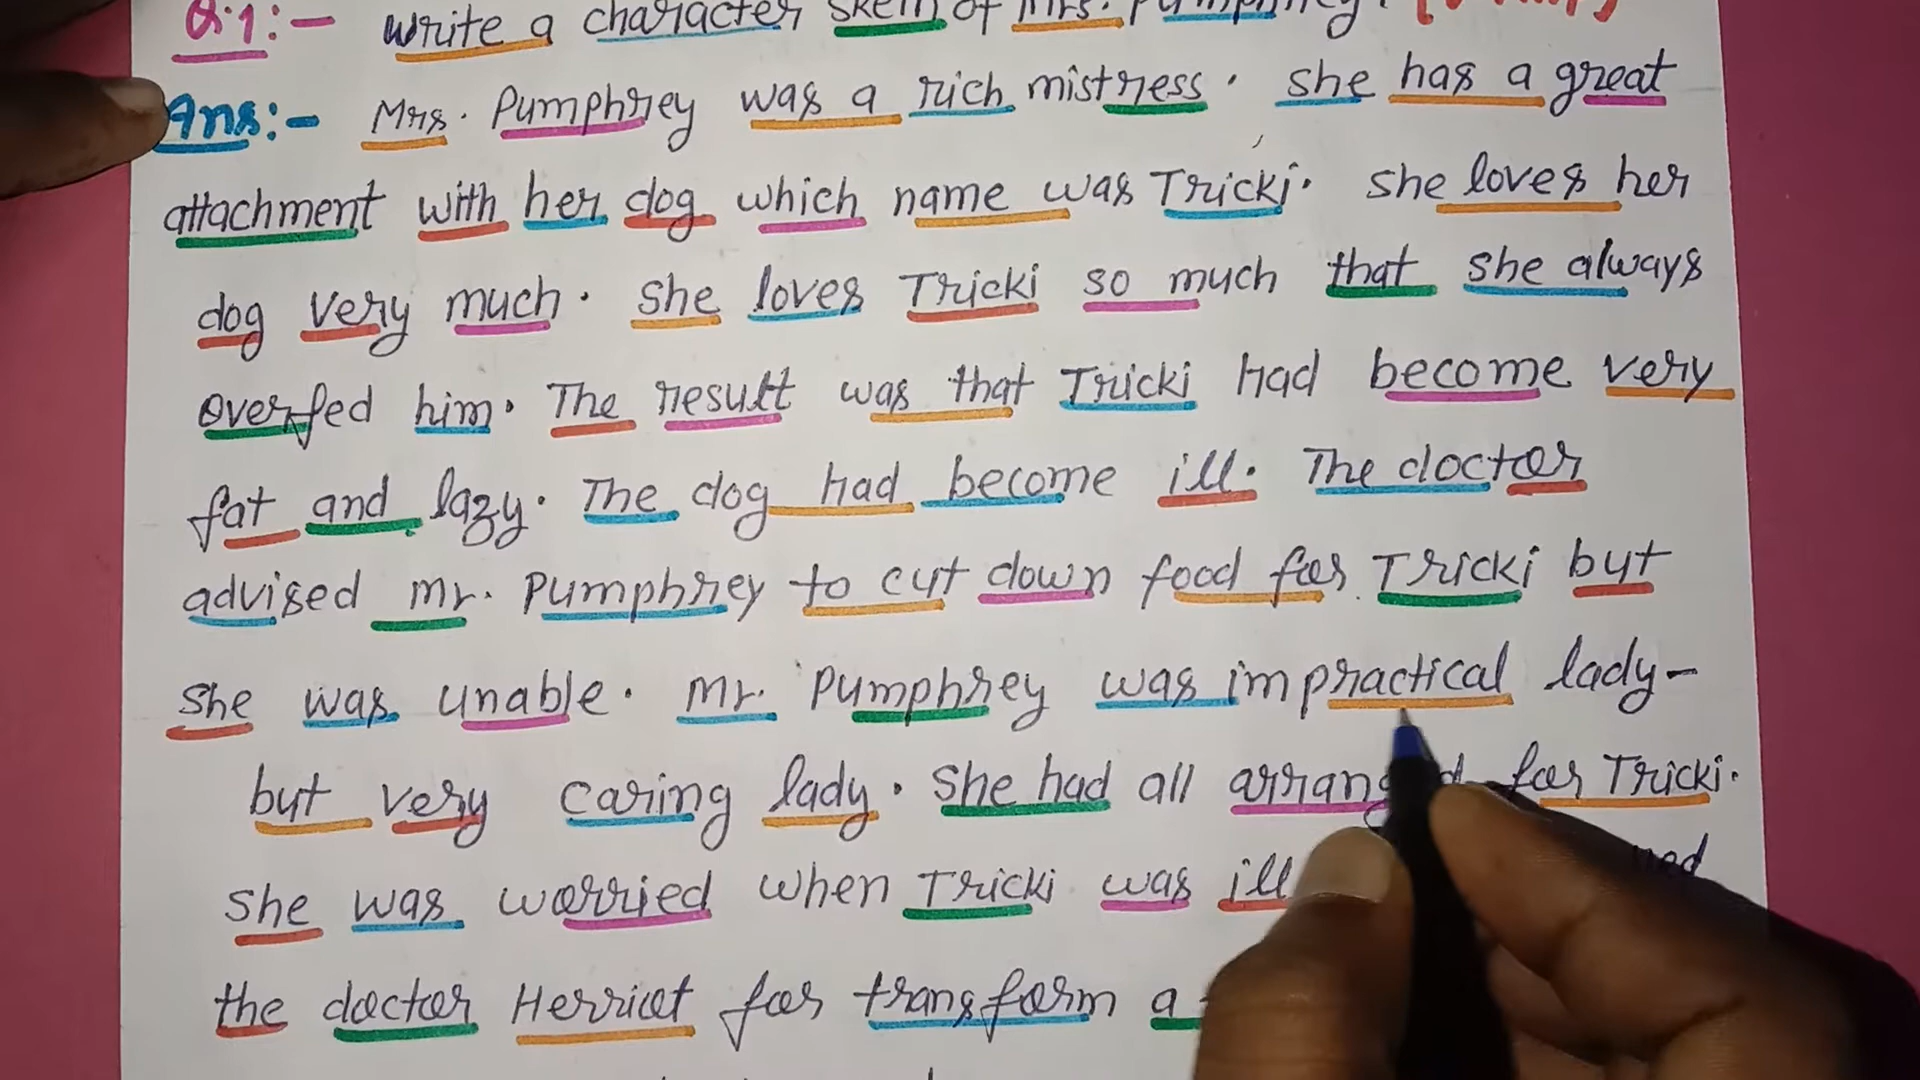 Q.1:- write a character sketh of Mrs. Pumphrey.
Ans:- Mrs. Pumphrey was a rich mistress. she has a great
attachment with her dog which name was Tricki. she loves her
dog very much. she loves Tricki so much that she always
overfed him. The result was that Tricki had become very
fat and lazy. The dog had become ill. The doctor
advised mr. Pumphrey to cut down food for Tricki but
she was unable. mr. Pumphrey was impractical lady-
but very caring lady. She had all for Tricki.
she was worried when Tricki was ill
the doctor Herriot for transform a